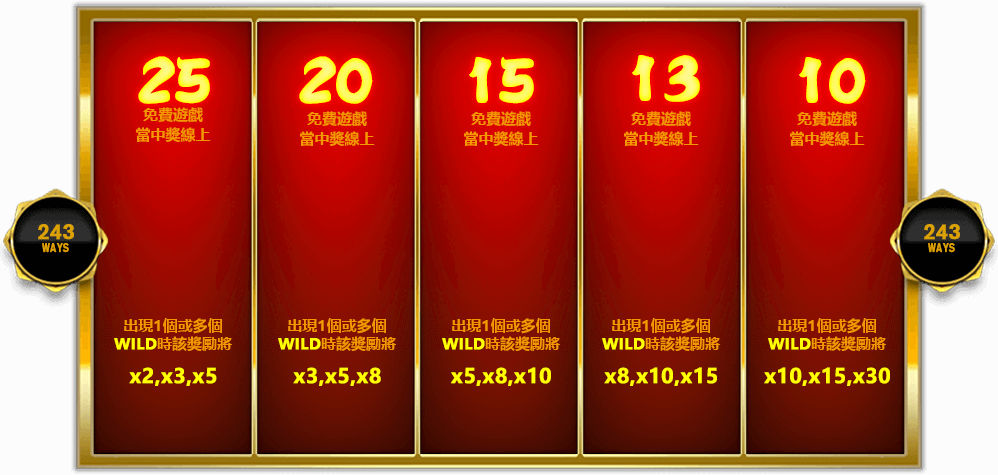 25
免費遊戲
當中獎線上
出現1個或多個
WILD時該獎勵將
x2,x3,x5
20
免費遊戲
當中獎線上
出現1個或多個
WILD時該獎勵將
x3,x5,x8
15
免費遊戲
當中獎線上
出現1個或多個
WILD時該獎勵將
x5,x8,x10
13
免費遊戲
當中獎線上
出現1個或多個
WILD時該獎勵將
x8,x10,x15
10
免費遊戲
當中獎線上
出現1個或多個
WILD時該獎勵將
x10,x15,x30
243
WAYS
243
WAYS